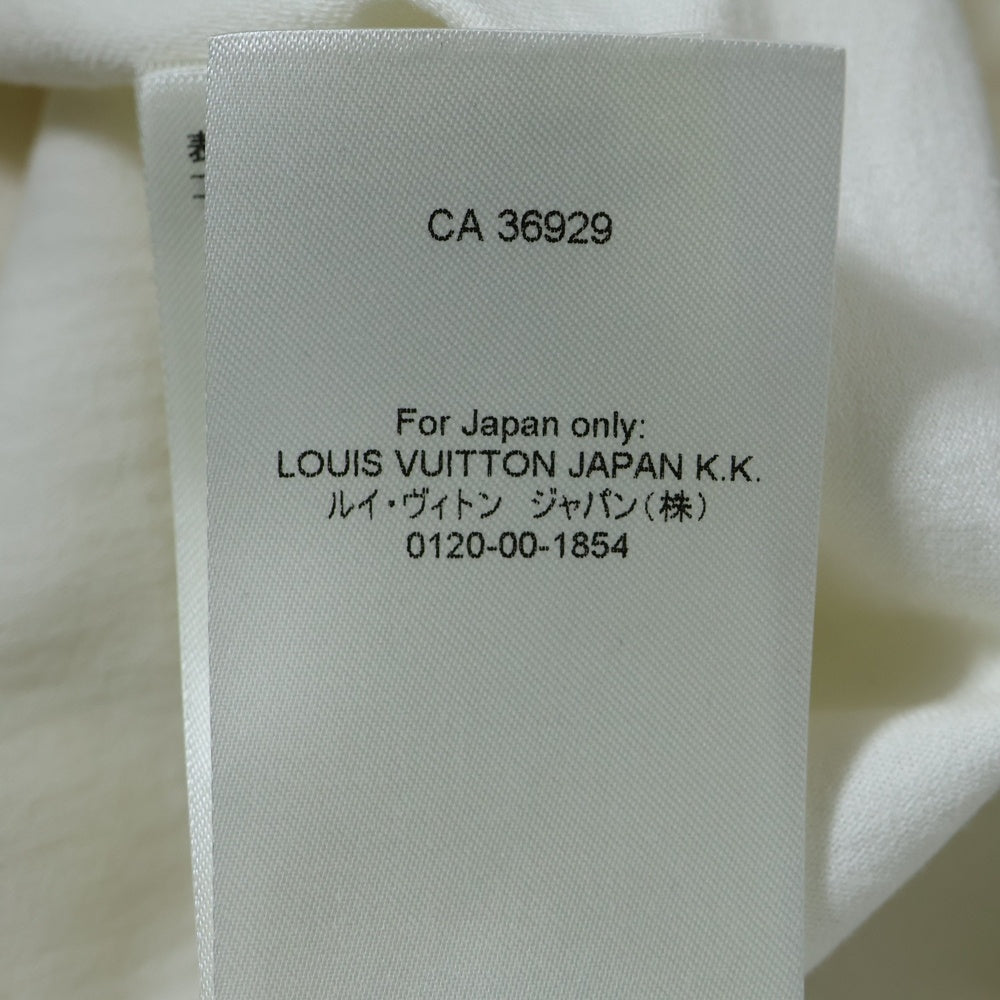 表
CA 36929
For Japan only:
LOUIS VUITTON JAPAN K.K.
ルイ・ヴィトン　ジャパン(株)
0120-00-1854